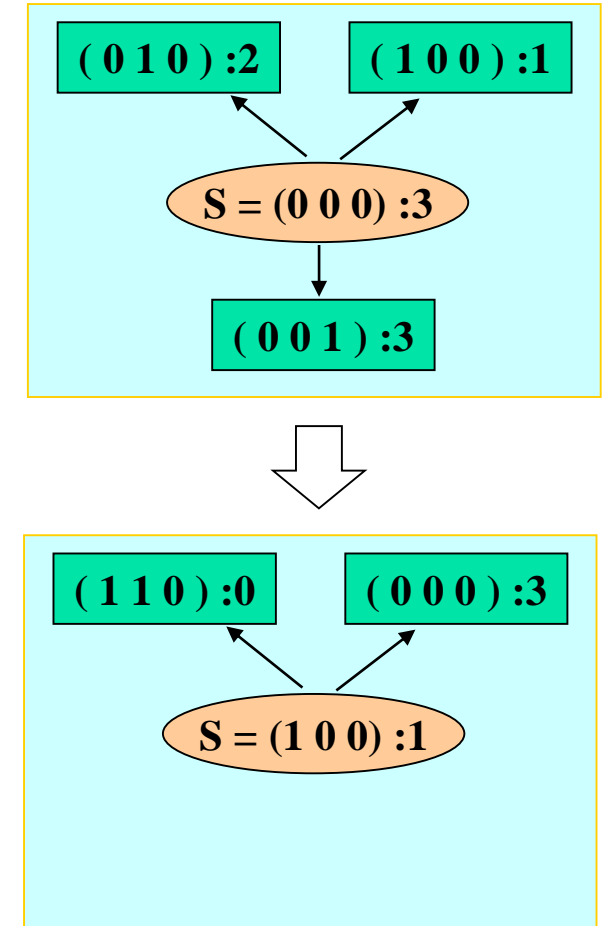 ( 0 1 0 ) :2
( 1 0 0 ) :1
S = (0 0 0) :3
( 0 0 1 ) :3
( 1 1 0 ) :0
( 0 0 0 ) :3
S = (1 0 0) :1